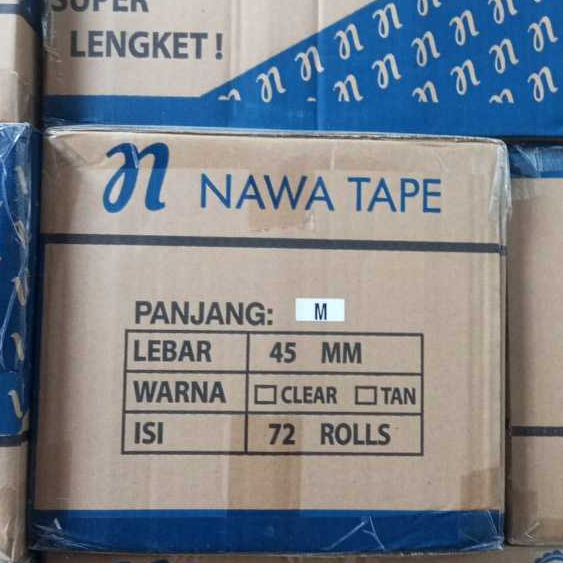 SUPER
LENGKET!
n NAWA TAPE
PANJANG: M
LEBAR 45 MM
WARNA ☐ CLEAR ☐ TAN
ISI 72 ROLLS